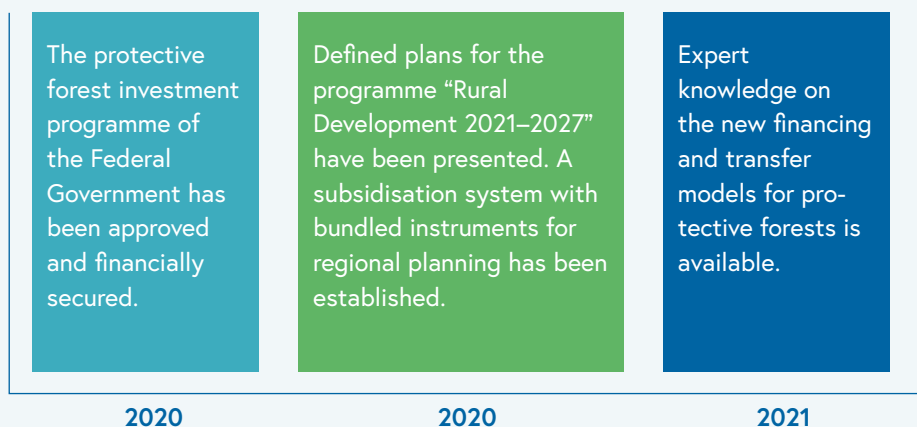 The protective
forest investment
programme of
the Federal
Government has
been approved
and financially
secured.
Defined plans for the
programme “Rural
Development 2021–2027”
have been presented. A
subsidisation system with
bundled instruments for
regional planning has been
established.
Expert
knowledge on
the new financing
and transfer
models for pro-
tective forests is
available.
2020
2020
2021